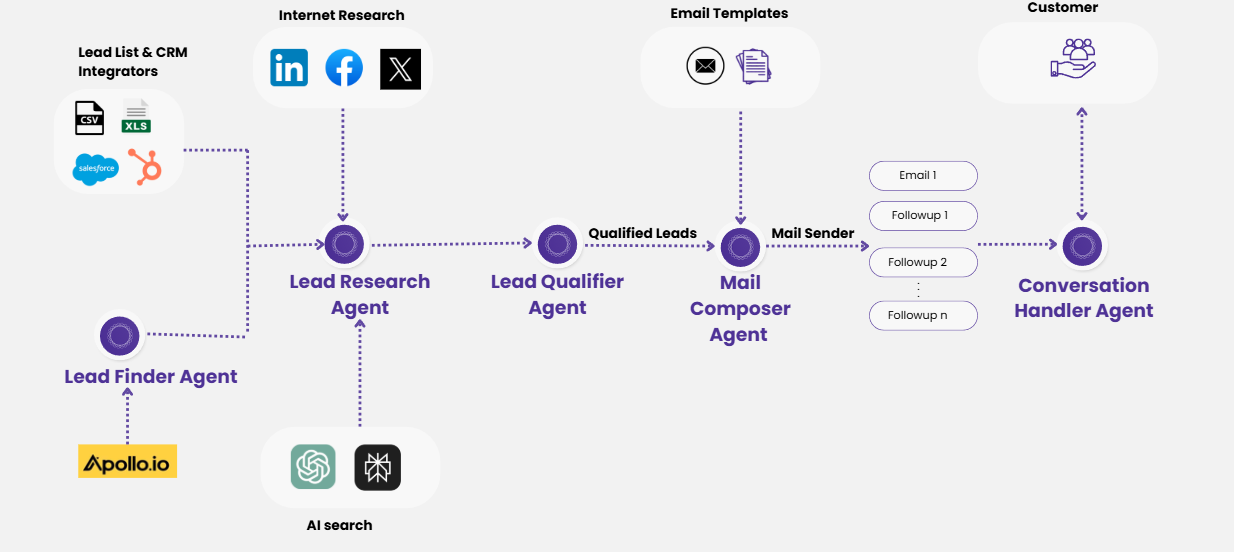 Internet Research
Email Templates
Customer
Lead List & CRM
Integrators
in
f
X
CSV
XLS
salesforce
Email 1
Followup 1
Followup 2
Followup n
Qualified Leads
Mail Sender
Lead Research
Agent
Lead Qualifier
Agent
Mail
Composer
Agent
Conversation
Handler Agent
Lead Finder Agent
Apollo.io
AI search